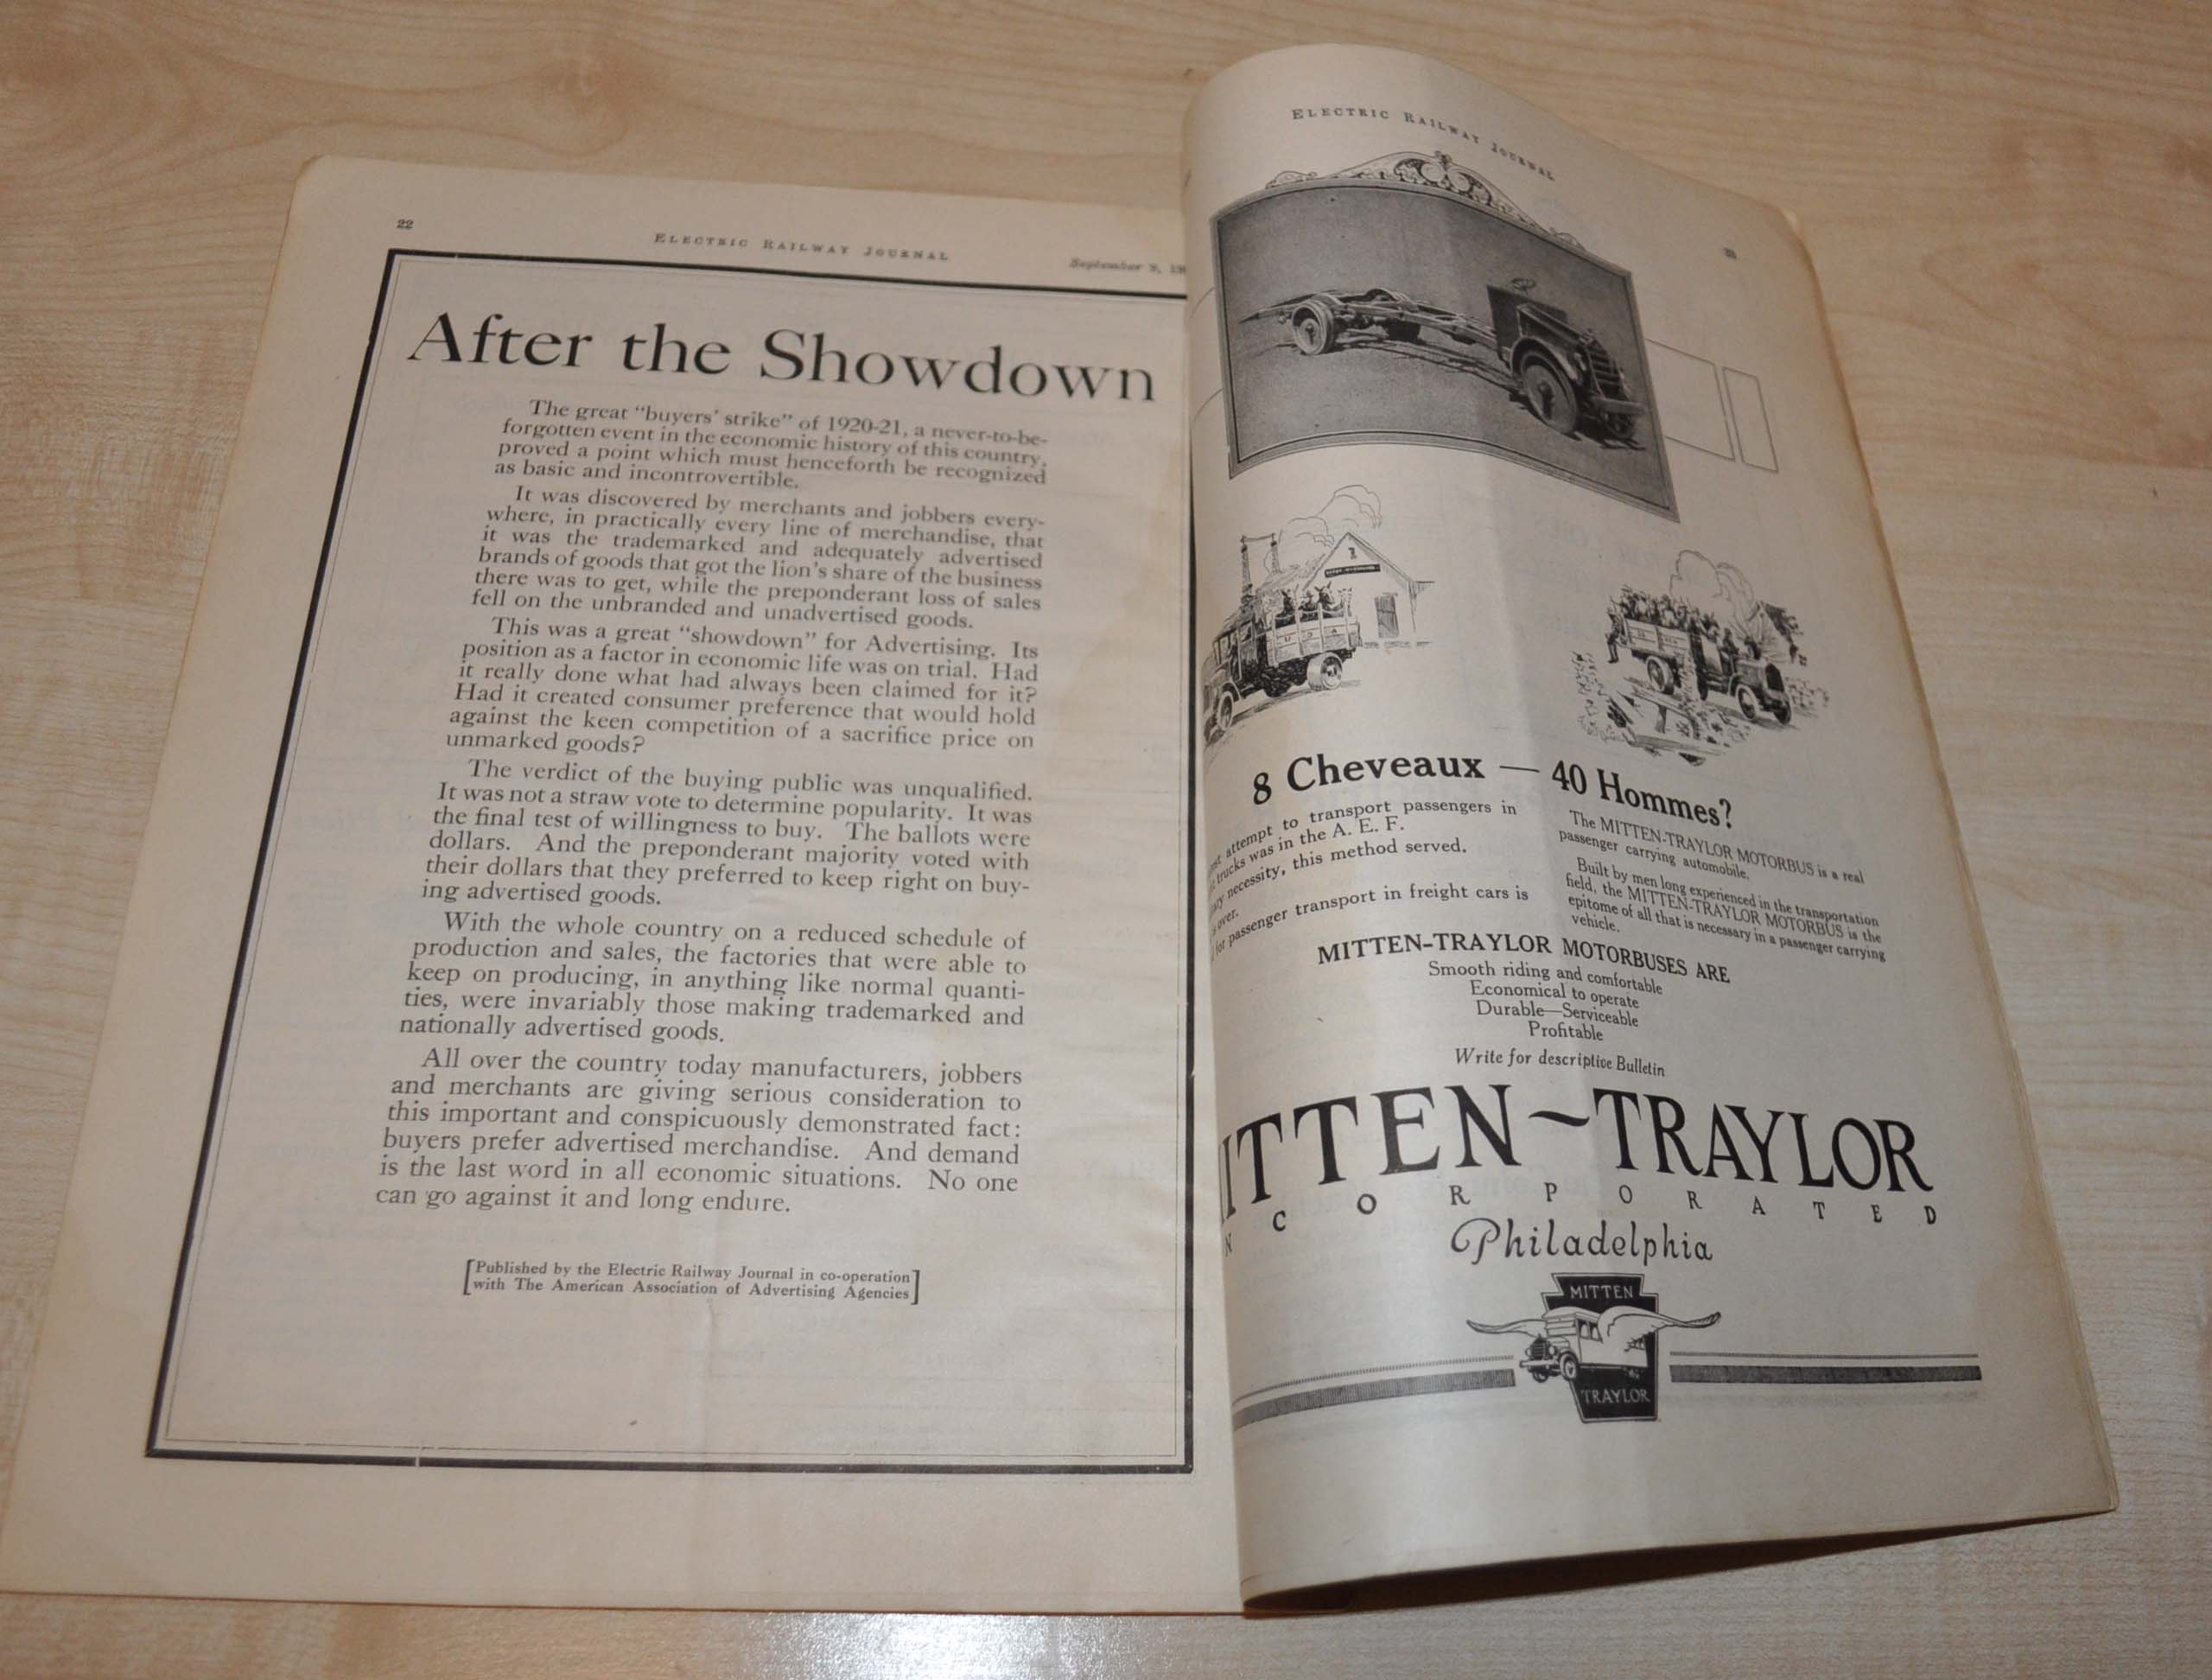 22
ELECTRIC RAILWAY JOURNAL
September 9, 19
After the Showdown
The great "buyers' strike" of 1920-21, a never-to-be-
forgotten event in the economic history of this country,
proved a point which must henceforth be recognized
as basic and incontrovertible.
It was discovered by merchants and jobbers every-
where, in practically every line of merchandise, that
it was the trademarked and adequately advertised
brands of goods that got the lion's share of the business
there was to get, while the preponderant loss of sales
fell on the unbranded and unadvertised goods.
This was a great "showdown" for Advertising. Its
position as a factor in economic life was on trial. Had
it really done what had always been claimed for it?
Had it created consumer preference that would hold
against the keen competition of a sacrifice price on
unmarked goods?
The verdict of the buying public was unqualified.
It was not a straw vote to determine popularity. It was
the final test of willingness to buy. The ballots were
dollars. And the preponderant majority voted with
their dollars that they preferred to keep right on buy-
ing advertised goods.
With the whole country on a reduced schedule of
production and sales, the factories that were able to
keep on producing, in anything like normal quanti-
ties, were invariably those making trademarked and
nationally advertised goods.
All over the country today manufacturers, jobbers
and merchants are giving serious consideration to
this important and conspicuously demonstrated fact:
buyers prefer advertised merchandise. And demand
is the last word in all economic situations. No one
can go against it and long endure.
[Published by the Electric Railway Journal in co-operation
with The American Association of Advertising Agencies]
ELECTRIC RAILWAY JOURNAL
8 Cheveaux — 40 Hommes?
attempt to transport passengers in
trucks was in the A. E. F.
necessity, this method served.
over.
for passenger transport in freight cars is
The MITTEN-TRAYLOR MOTORBUS is a real
passenger carrying automobile.
Built by men long experienced in the transportation
field, the MITTEN-TRAYLOR MOTORBUS is the
epitome of all that is necessary in a passenger carrying
vehicle.
MITTEN-TRAYLOR MOTORBUSES ARE
Smooth riding and comfortable
Economical to operate
Durable—Serviceable
Profitable
Write for descriptive Bulletin
ITTEN~TRAYLOR
NCORPORATED
Philadelphia
MITTEN
TRAYLOR